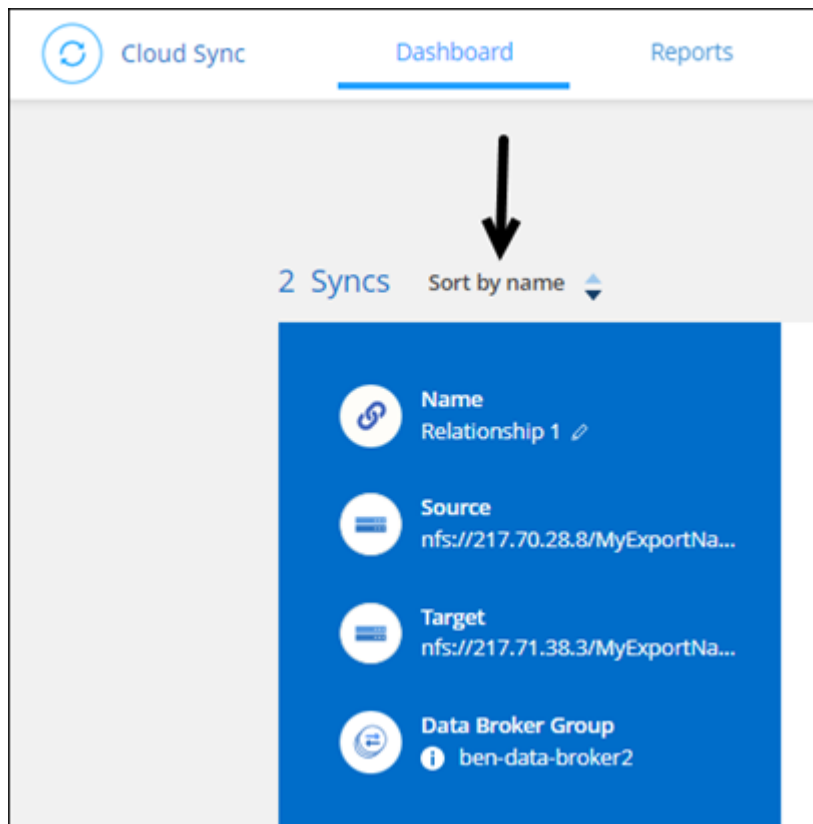 Cloud Sync Dashboard Reports
2 Syncs Sort by name
Name
Relationship 1
Source
nfs://217.70.28.8/MyExportNa...
Target
nfs://217.71.38.3/MyExportNa...
Data Broker Group
ben-data-broker2